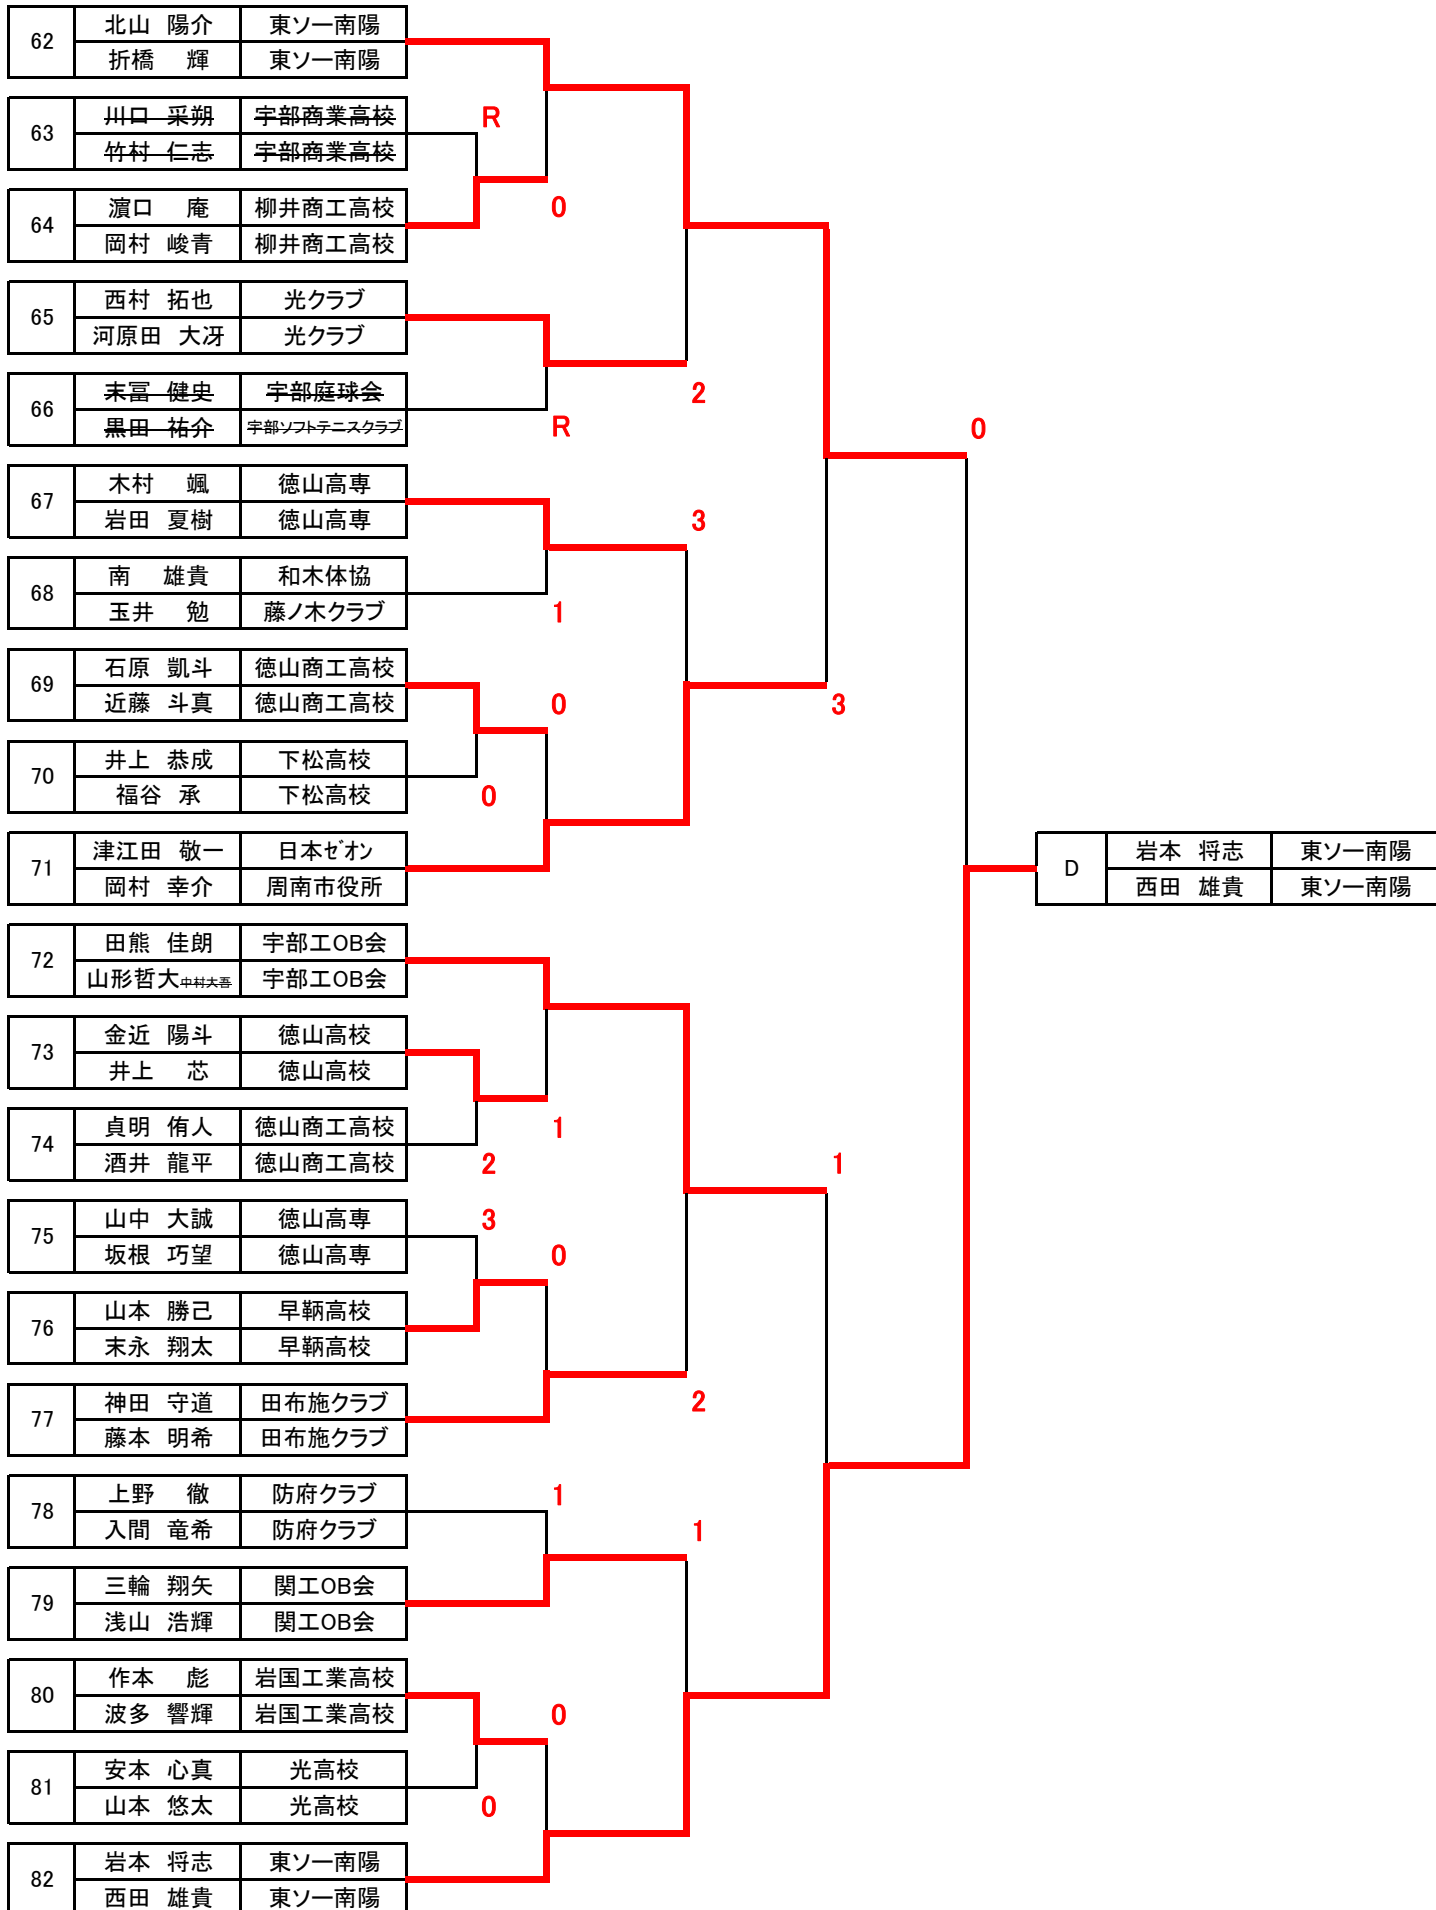 62 北山 陽介 東ソー南陽
折橋 輝 東ソー南陽
63 川口 采朔 宇部商業高校 R
竹村 仁志 宇部商業高校
64 濵口 庵 柳井商工高校 0
岡村 峻青 柳井商工高校
65 西村 拓也 光クラブ
河原田 大冴 光クラブ
66 末冨 健史 宇部庭球会 2
黒田 祐介 宇部ソフトテニスクラブ R 0
67 木村 颯 徳山高専
岩田 夏樹 徳山高専 3
68 南 雄貴 和木体協
玉井 勉 藤ノ木クラブ 1
69 石原 凱斗 徳山商工高校
近藤 斗真 徳山商工高校 0 3
70 井上 恭成 下松高校
福谷 承 下松高校 0
71 津江田 敬一 日本ゼオン
岡村 幸介 周南市役所
D 岩本 将志 東ソー南陽
西田 雄貴 東ソー南陽
72 田熊 佳朗 宇部工OB会
山形哲大中村大吾 宇部工OB会
73 金近 陽斗 徳山高校
井上 芯 徳山高校
74 貞明 侑人 徳山商工高校 1
酒井 龍平 徳山商工高校 2 1
75 山中 大誠 徳山高専 3
坂根 巧望 徳山高専 0
76 山本 勝己 早鞆高校
末永 翔太 早鞆高校
77 神田 守道 田布施クラブ 2
藤本 明希 田布施クラブ
78 上野 徹 防府クラブ 1
入間 竜希 防府クラブ 1
79 三輪 翔矢 関工OB会
浅山 浩輝 関工OB会
80 作本 彪 岩国工業高校
波多 響輝 岩国工業高校 0
81 安本 心真 光高校
山本 悠太 光高校 0
82 岩本 将志 東ソー南陽
西田 雄貴 東ソー南陽